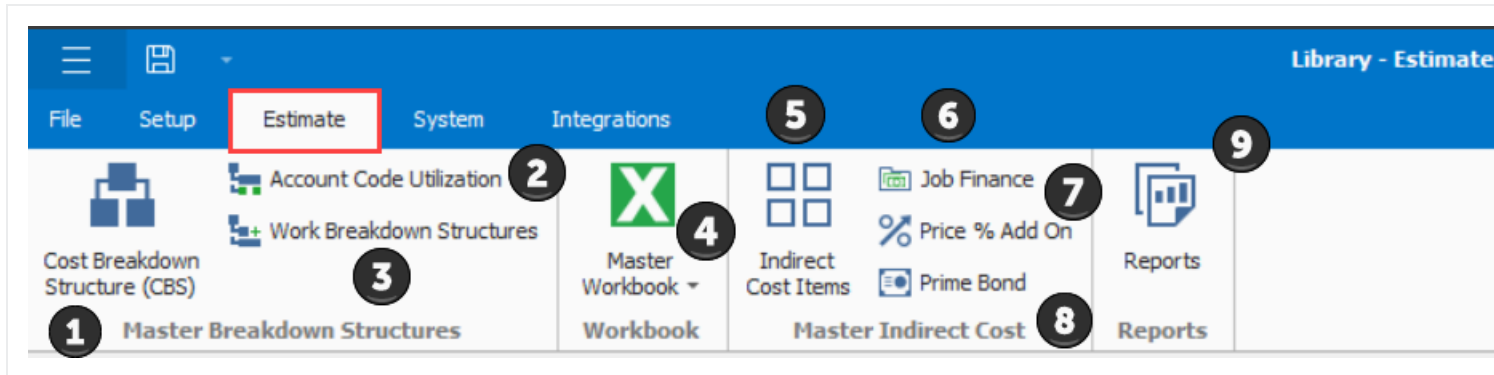 Library - Estimate
File Setup Estimate System Integrations 5 6
Account Code Utilization 2
Work Breakdown Structures
3
Cost Breakdown
Structure (CBS)
1 Master Breakdown Structures
X
4
Master
Workbook
Workbook
Indirect
Cost Items
Job Finance 7
Price % Add On
Prime Bond
Master Indirect Cost 8
9
Reports
Reports